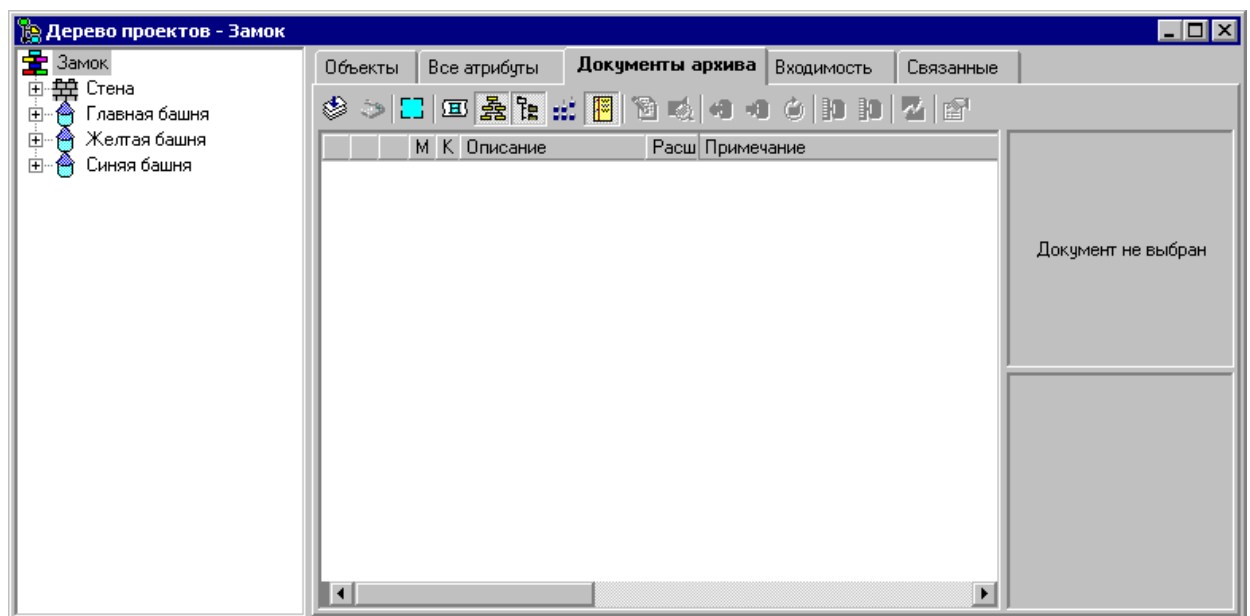 Дерево проектов - Замок
Замок
Стена
Главная башня
Желтая башня
Синяя башня
Объекты Все атрибуты Документы архива Входимость Связанные
М К Описание Расш Примечание
Документ не выбран